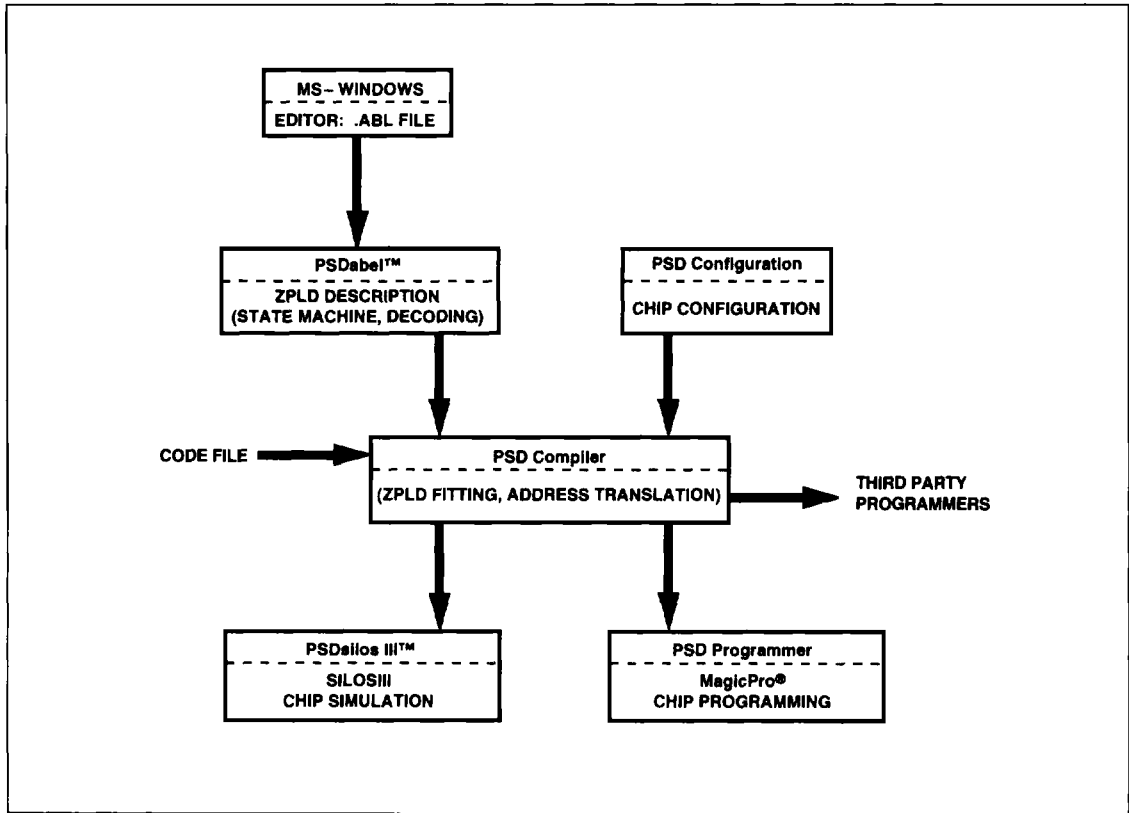 MS- WINDOWS
EDITOR: .ABL FILE
PSDabel™
ZPLD DESCRIPTION
(STATE MACHINE, DECODING)
PSD Configuration
CHIP CONFIGURATION
CODE FILE
PSD Compiler
(ZPLD FITTING, ADDRESS TRANSLATION)
THIRD PARTY
PROGRAMMERS
PSDsilos III™
SILOSIII
CHIP SIMULATION
PSD Programmer
MagicPro®
CHIP PROGRAMMING